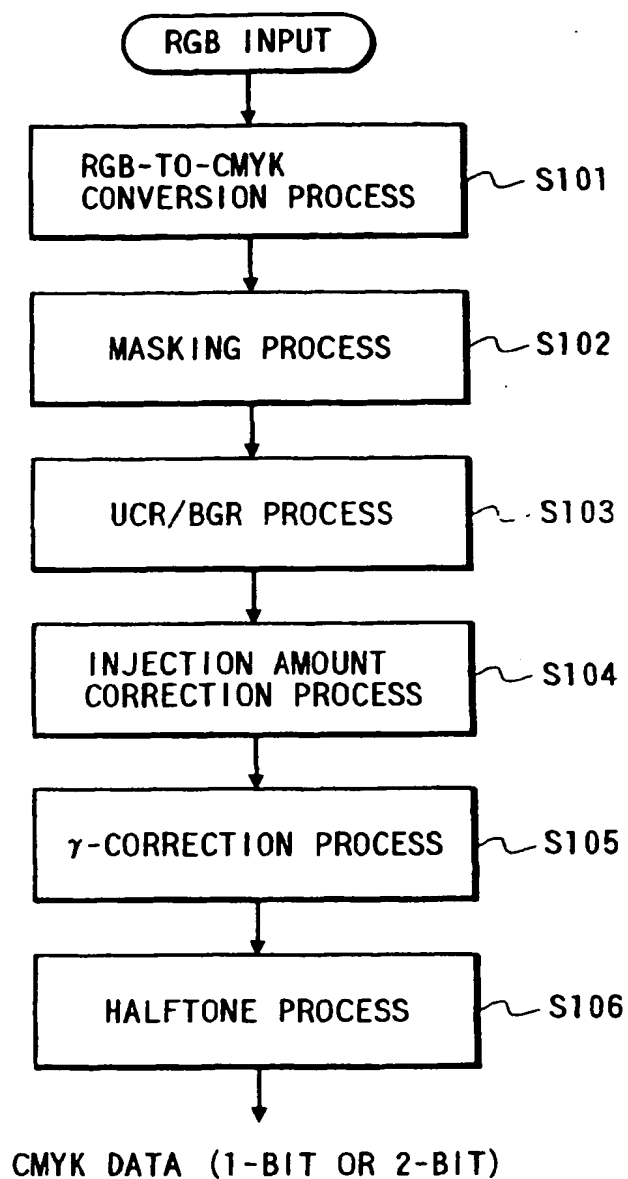 RGB INPUT
RGB-TO-CMYK
CONVERSION PROCESS
S101
MASKING PROCESS
S102
UCR/BGR PROCESS
S103
INJECTION AMOUNT
CORRECTION PROCESS
S104
γ-CORRECTION PROCESS
S105
HALFTONE PROCESS
S106
CMYK DATA (1-BIT OR 2-BIT)